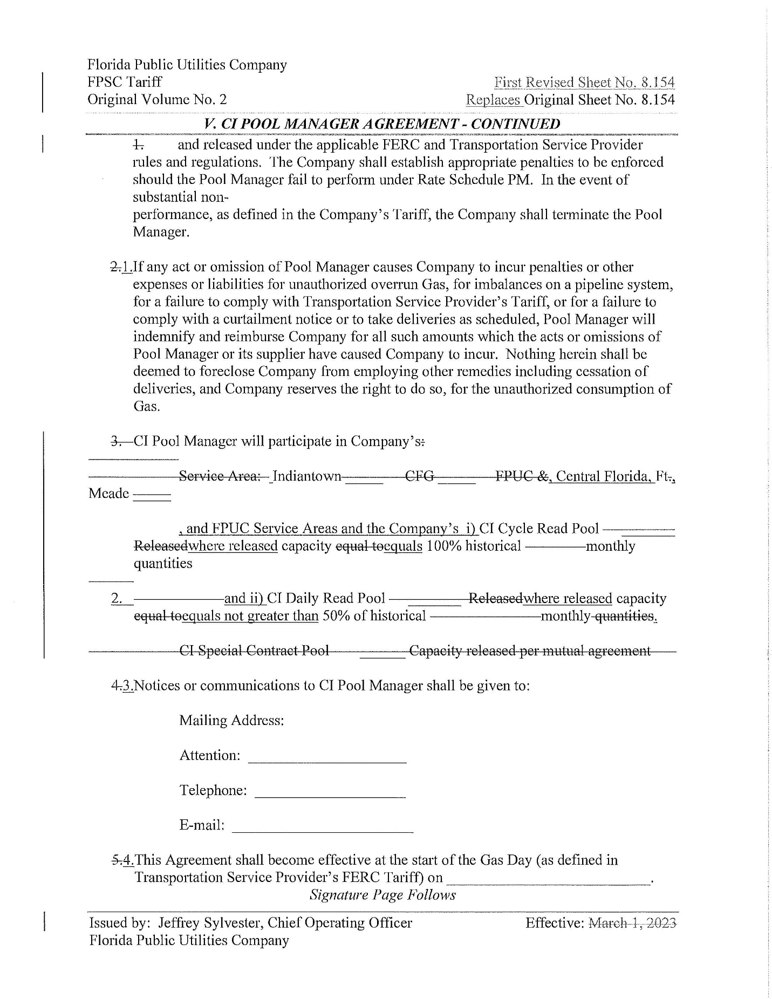 Florida Public Utilities Company
FPSC Tariff First Revised Sheet No. 8.154
Original Volume No. 2 Replaces Original Sheet No. 8.154
V. CI POOL MANAGER AGREEMENT - CONTINUED
1. and released under the applicable FERC and Transportation Service Provider
rules and regulations. The Company shall establish appropriate penalties to be enforced
should the Pool Manager fail to perform under Rate Schedule PM. In the event of
substantial non-
performance, as defined in the Company's Tariff, the Company shall terminate the Pool
Manager.
2.1.If any act or omission of Pool Manager causes Company to incur penalties or other
expenses or liabilities for unauthorized overrun Gas, for imbalances on a pipeline system,
for a failure to comply with Transportation Service Provider's Tariff, or for a failure to
comply with a curtailment notice or to take deliveries as scheduled, Pool Manager will
indemnify and reimburse Company for all such amounts which the acts or omissions of
Pool Manager or its supplier have caused Company to incur. Nothing herein shall be
deemed to foreclose Company from employing other remedies including cessation of
deliveries, and Company reserves the right to do so, for the unauthorized consumption of
Gas.
3. CI Pool Manager will participate in Company's:
Service Area: Indiantown CFG FPUC &, Central Florida, Ft.,
Meade
, and FPUC Service Areas and the Company's i) CI Cycle Read Pool
Releasedwhere released capacity equal toequals 100% historical monthly
quantities
2. and ii) CI Daily Read Pool Releasedwhere released capacity
equal toequals not greater than 50% of historical monthly quantities.
CI Special Contract Pool Capacity released per mutual agreement
4.3.Notices or communications to CI Pool Manager shall be given to:
Mailing Address:
Attention:
Telephone:
E-mail:
5.4.This Agreement shall become effective at the start of the Gas Day (as defined in
Transportation Service Provider's FERC Tariff) on .
Signature Page Follows
Issued by: Jeffrey Sylvester, Chief Operating Officer Effective: March 1, 2023
Florida Public Utilities Company